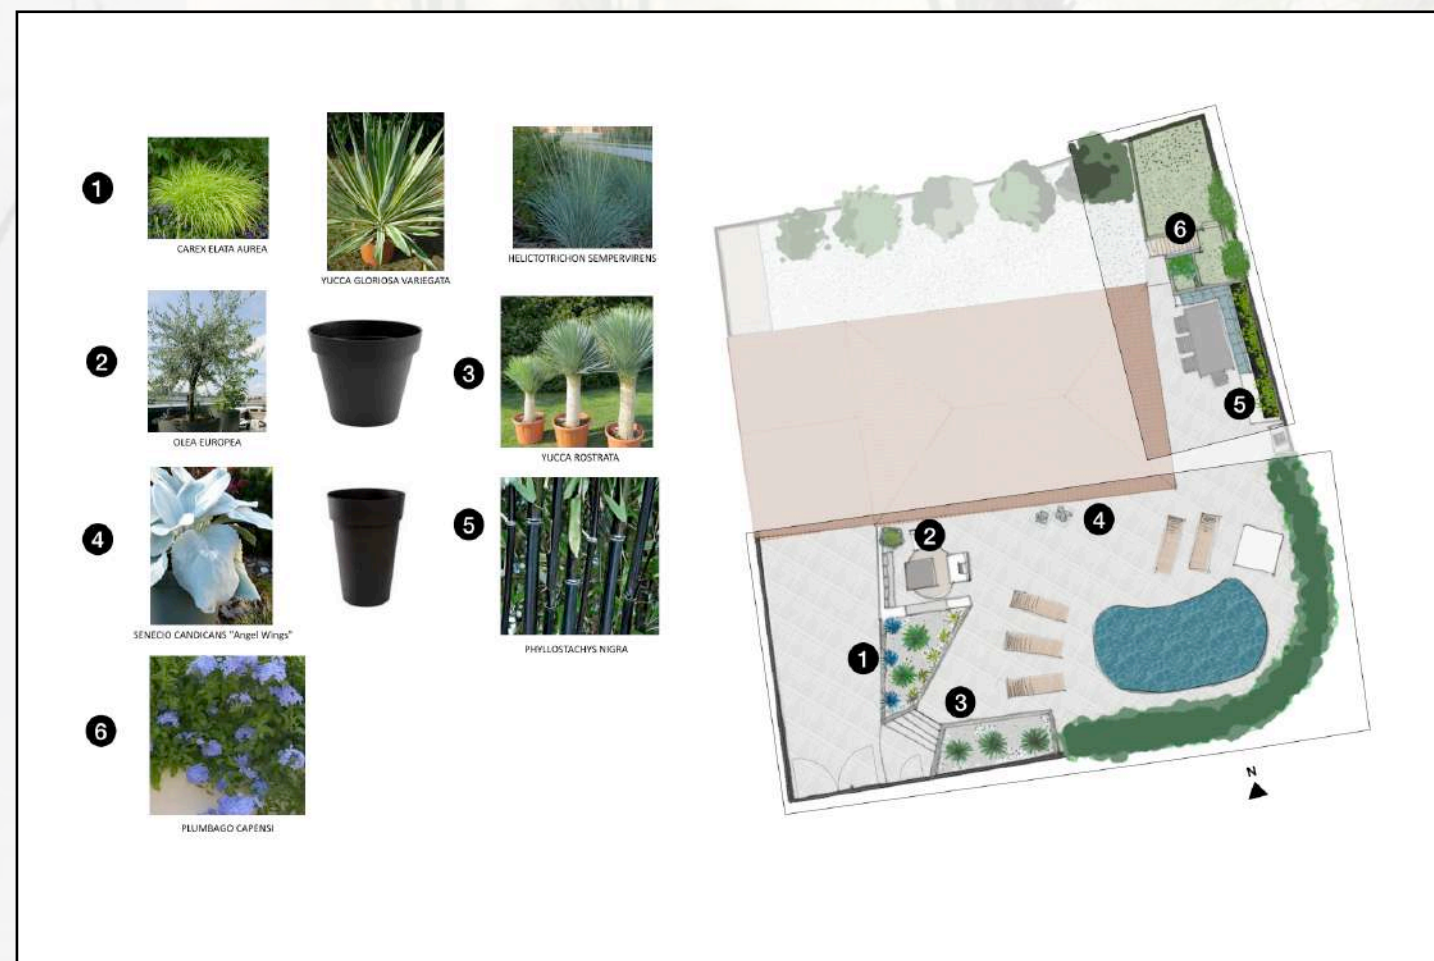 1
CAREX ELATA AUREA
YUCCA GLORIOSA VARIEGATA
HELICTOTRICHON SEMPERVIRENS
2
OLEA EUROPEA
3
YUCCA ROSTRATA
4
SENECIO CANDICANS "Angel Wings"
5
PHYLLOSTACHYS NIGRA
6
PLUMBAGO CAPENSI
6
5
4
2
1
3
N